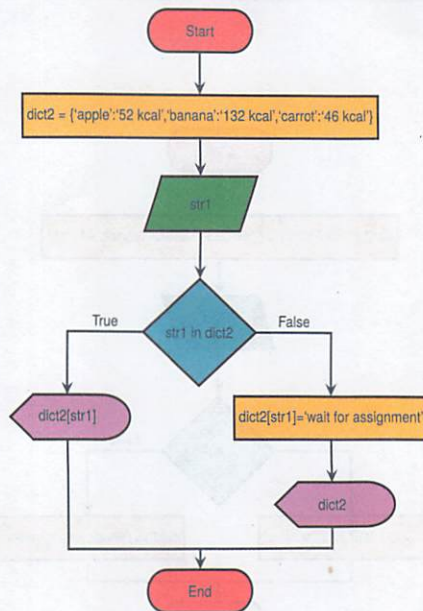 Start
dict2 = {'apple':'52 kcal','banana':'132 kcal','carrot':'46 kcal'}
str1
str1 in dict2
True
False
dict2[str1]
dict2[str1]='wait for assignment'
dict2
End